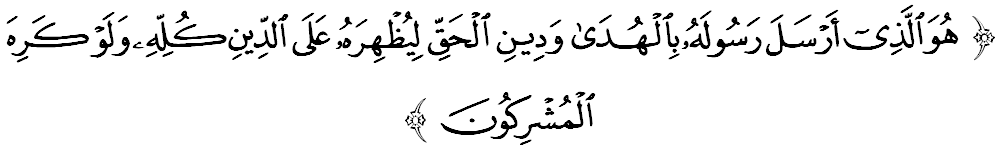 ﴿ هُوَ ٱلَّذِىٓ أَرْسَلَ رَسُولَهُۥ بِٱلْهُدَىٰ وَدِينِ ٱلْحَقِّ لِيُظْهِرَهُۥ عَلَى ٱلدِّينِ كُلِّهِۦ وَلَوْ كَرِهَ
ٱلْمُشْرِكُونَ ﴾